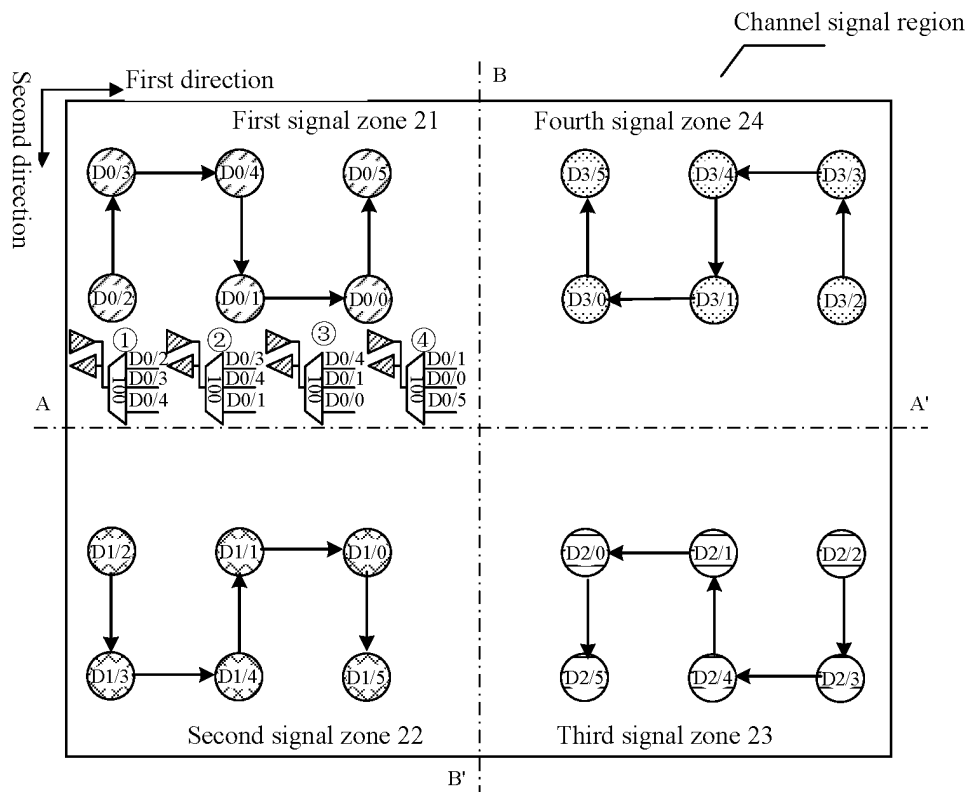 Channel signal region
B
First direction
Second direction
First signal zone 21
Fourth signal zone 24
D0/3 D0/4 D0/5 D3/5 D3/4 D3/3
D0/2 D0/1 D0/0 D3/0 D3/1 D3/2
① ② ③ ④
100 D0/2 D0/3 D0/4
100 D0/3 D0/4 D0/1
100 D0/4 D0/1 D0/0
100 D0/1 D0/0 D0/5
A A'
D1/2 D1/1 D1/0 D2/0 D2/1 D2/2
D1/3 D1/4 D1/5 D2/5 D2/4 D2/3
Second signal zone 22
Third signal zone 23
B'